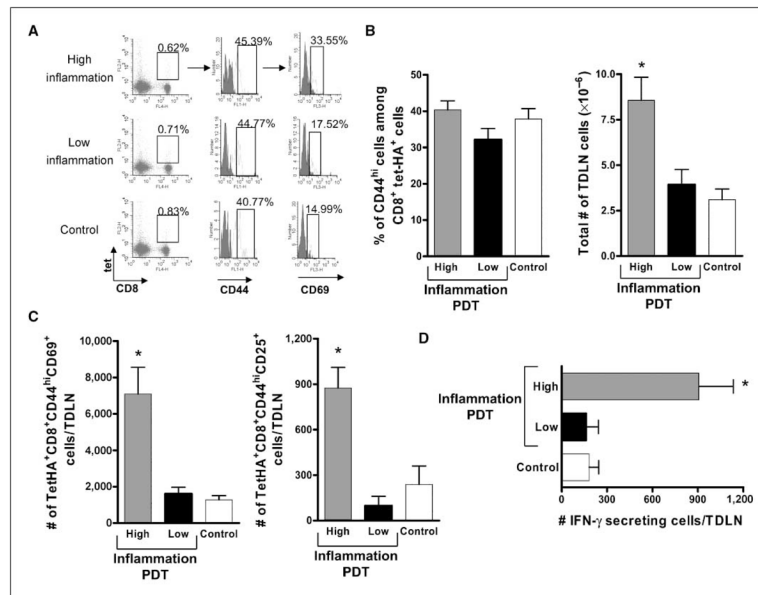 A
High
inflammation
0.62%
45.39%
33.55%
Low
inflammation
0.71%
44.77%
17.52%
Control
0.83%
40.77%
14.99%
tet
CD8
CD44
CD69
FL2-H
FL4-H
Number
FL1-H
Number
FL3-H
B
% of CD44hi cells among
CD8+ tet-HA+ cells
50
40
30
20
10
0
High
Low
Control
Inflammation
PDT
Total # of TDLN cells (×10−6)
10.0
7.5
5.0
2.5
0.0
*
High
Low
Control
Inflammation
PDT
C
# of TetHA+CD8+CD44hiCD69+
cells/TDLN
10,000
8,000
6,000
4,000
2,000
0
*
High
Low
Control
Inflammation
PDT
# of TetHA+CD8+CD44hiCD25+
cells/TDLN
1,200
900
600
300
0
*
High
Low
Control
Inflammation
PDT
D
Inflammation
PDT
High
Low
Control
*
0
300
600
900
1,200
# IFN-γ secreting cells/TDLN